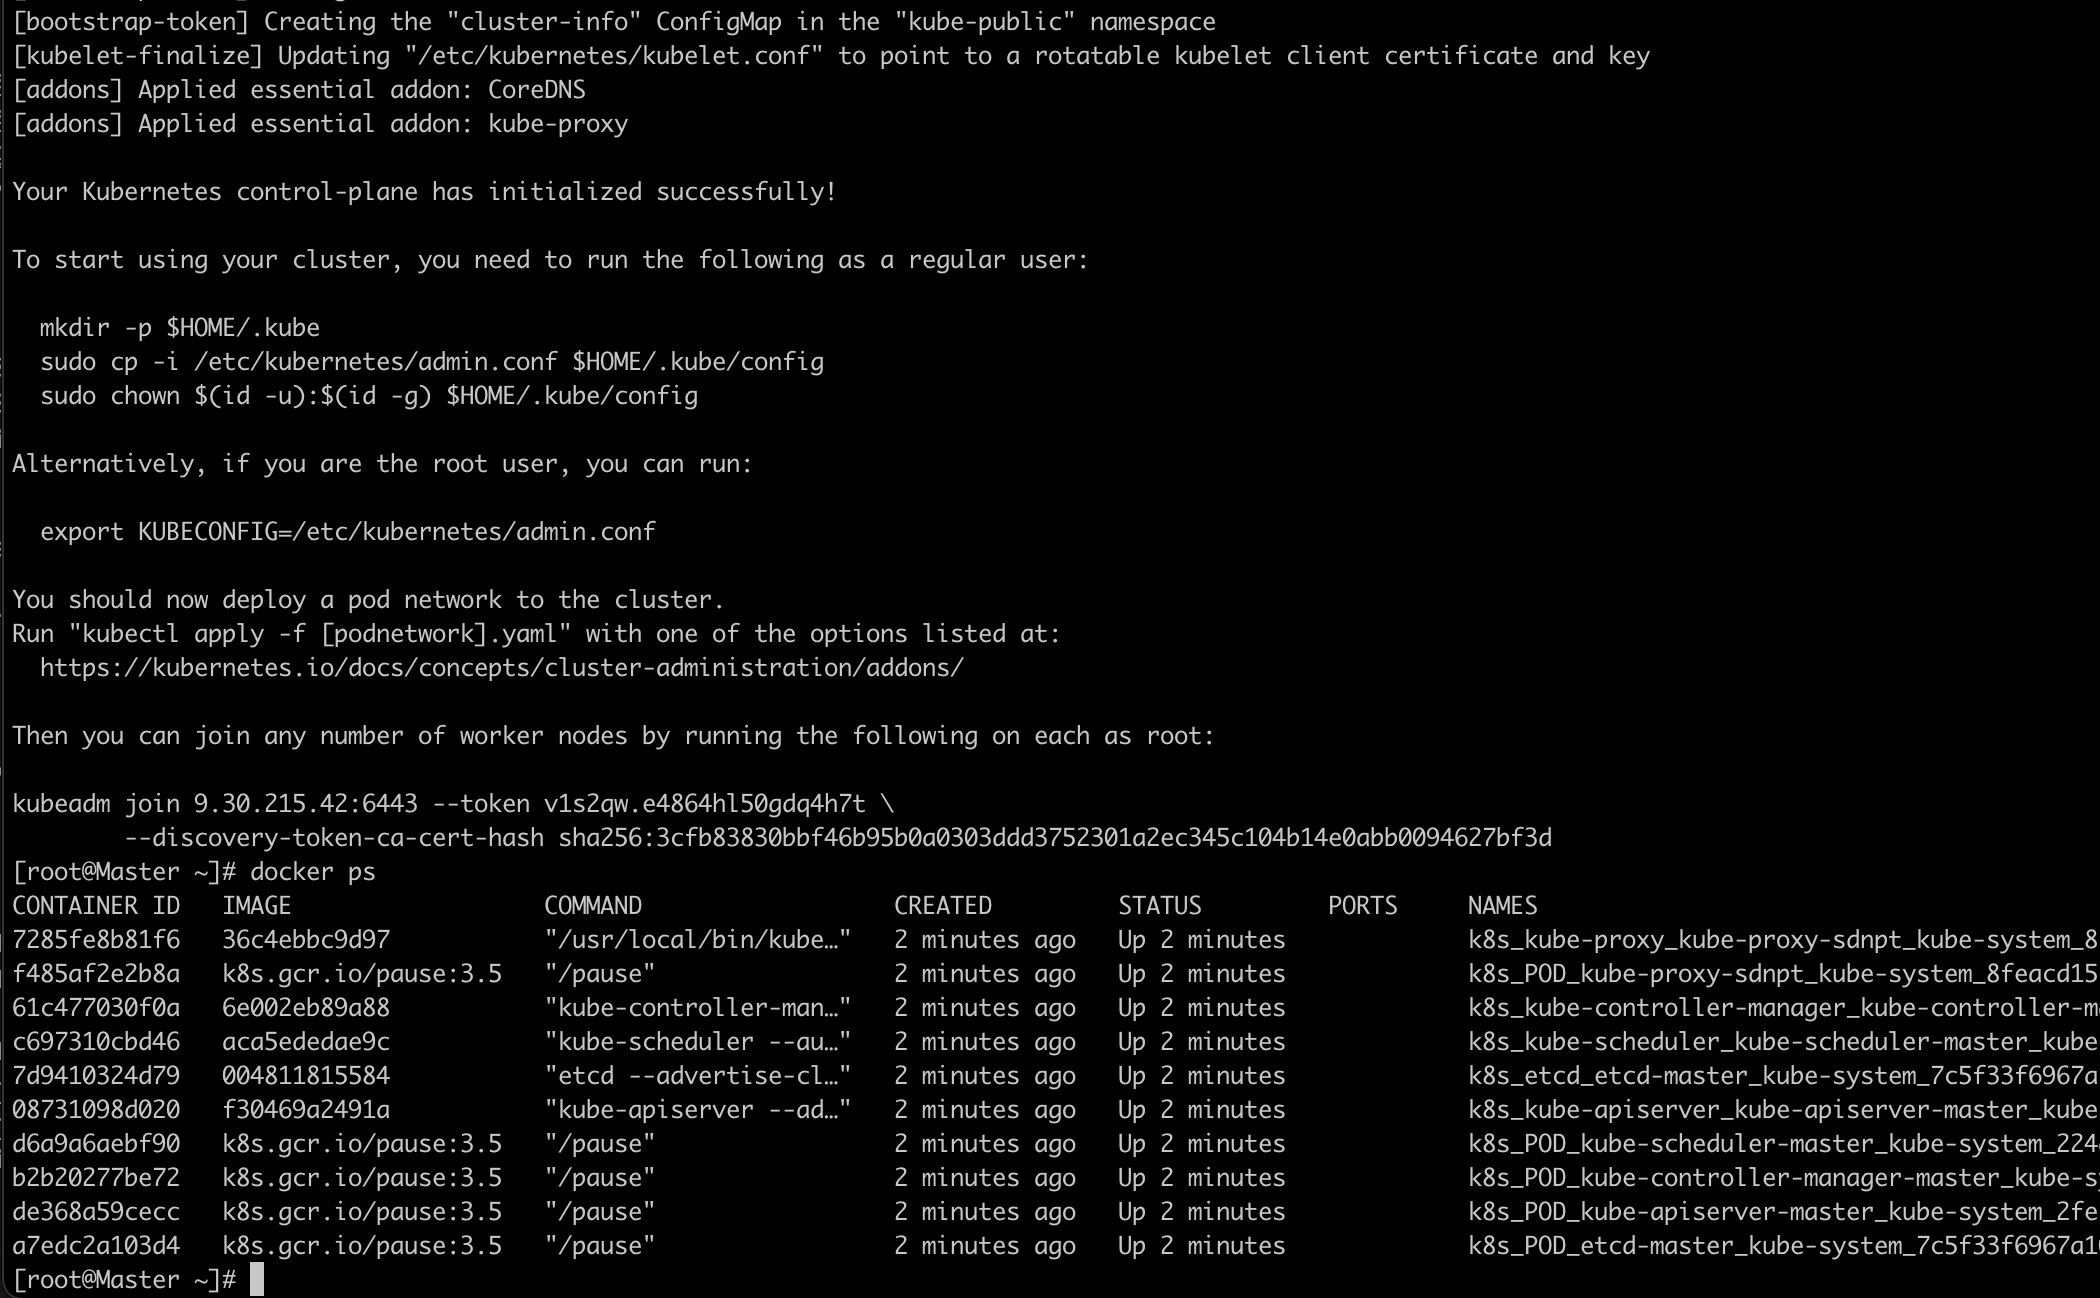 [bootstrap-token] Creating the "cluster-info" ConfigMap in the "kube-public" namespace
[kubelet-finalize] Updating "/etc/kubernetes/kubelet.conf" to point to a rotatable kubelet client certificate and key
[addons] Applied essential addon: CoreDNS
[addons] Applied essential addon: kube-proxy

Your Kubernetes control-plane has initialized successfully!

To start using your cluster, you need to run the following as a regular user:

  mkdir -p $HOME/.kube
  sudo cp -i /etc/kubernetes/admin.conf $HOME/.kube/config
  sudo chown $(id -u):$(id -g) $HOME/.kube/config

Alternatively, if you are the root user, you can run:

  export KUBECONFIG=/etc/kubernetes/admin.conf

You should now deploy a pod network to the cluster.
Run "kubectl apply -f [podnetwork].yaml" with one of the options listed at:
  https://kubernetes.io/docs/concepts/cluster-administration/addons/

Then you can join any number of worker nodes by running the following on each as root:

kubeadm join 9.30.215.42:6443 --token v1s2qw.e4864hl50gdq4h7t \
        --discovery-token-ca-cert-hash sha256:3cfb83830bbf46b95b0a0303ddd3752301a2ec345c104b14e0abb0094627bf3d
[root@Master ~]# docker ps
CONTAINER ID   IMAGE                  COMMAND                  CREATED         STATUS         PORTS     NAMES
7285fe8b81f6   36c4ebbc9d97           "/usr/local/bin/kube…"   2 minutes ago   Up 2 minutes             k8s_kube-proxy_kube-proxy-sdnpt_kube-system_8
f485af2e2b8a   k8s.gcr.io/pause:3.5   "/pause"                 2 minutes ago   Up 2 minutes             k8s_POD_kube-proxy-sdnpt_kube-system_8feacd15
61c477030f0a   6e002eb89a88           "kube-controller-man…"   2 minutes ago   Up 2 minutes             k8s_kube-controller-manager_kube-controller-m
c697310cbd46   aca5ededae9c           "kube-scheduler --au…"   2 minutes ago   Up 2 minutes             k8s_kube-scheduler_kube-scheduler-master_kube
7d9410324d79   004811815584           "etcd --advertise-cl…"   2 minutes ago   Up 2 minutes             k8s_etcd_etcd-master_kube-system_7c5f33f6967a
08731098d020   f30469a2491a           "kube-apiserver --ad…"   2 minutes ago   Up 2 minutes             k8s_kube-apiserver_kube-apiserver-master_kube
d6a9a6aebf90   k8s.gcr.io/pause:3.5   "/pause"                 2 minutes ago   Up 2 minutes             k8s_POD_kube-scheduler-master_kube-system_224
b2b20277be72   k8s.gcr.io/pause:3.5   "/pause"                 2 minutes ago   Up 2 minutes             k8s_POD_kube-controller-manager-master_kube-s
de368a59cecc   k8s.gcr.io/pause:3.5   "/pause"                 2 minutes ago   Up 2 minutes             k8s_POD_kube-apiserver-master_kube-system_2fe
a7edc2a103d4   k8s.gcr.io/pause:3.5   "/pause"                 2 minutes ago   Up 2 minutes             k8s_POD_etcd-master_kube-system_7c5f33f6967a1
[root@Master ~]#